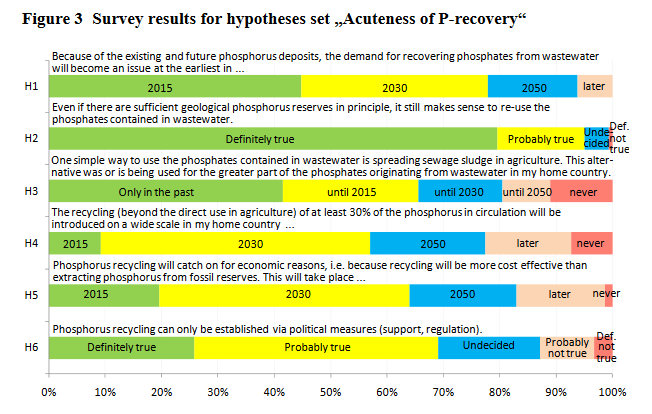 Figure 3 Survey results for hypotheses set „Acuteness of P-recovery“
Because of the existing and future phosphorus deposits, the demand for recovering phosphates from wastewater
will become an issue at the earliest in ...
H1
2015 2030 2050 later
Even if there are sufficient geological phosphorus reserves in principle, it still makes sense to re-use the
phosphates contained in wastewater.
H2
Definitely true Probably true
Unde-
cided
Def.
not
true
One simple way to use the phosphates contained in wastewater is spreading sewage sludge in agriculture. This alter-
native was or is being used for the greater part of the phosphates originating from wastewater in my home country.
H3
Only in the past until 2015 until 2030 until 2050 never
The recycling (beyond the direct use in agriculture) of at least 30% of the phosphorus in circulation will be
introduced on a wide scale in my home country ...
H4
2015 2030 2050 later never
Phosphorus recycling will catch on for economic reasons, i.e. because recycling will be more cost effective than
extracting phosphorus from fossil reserves. This will take place ...
H5
2015 2030 2050 later never
Phosphorus recycling can only be established via political measures (support, regulation).
H6
Definitely true Probably true Undecided
Probably
not true
Def.
not
true
0% 10% 20% 30% 40% 50% 60% 70% 80% 90% 100%